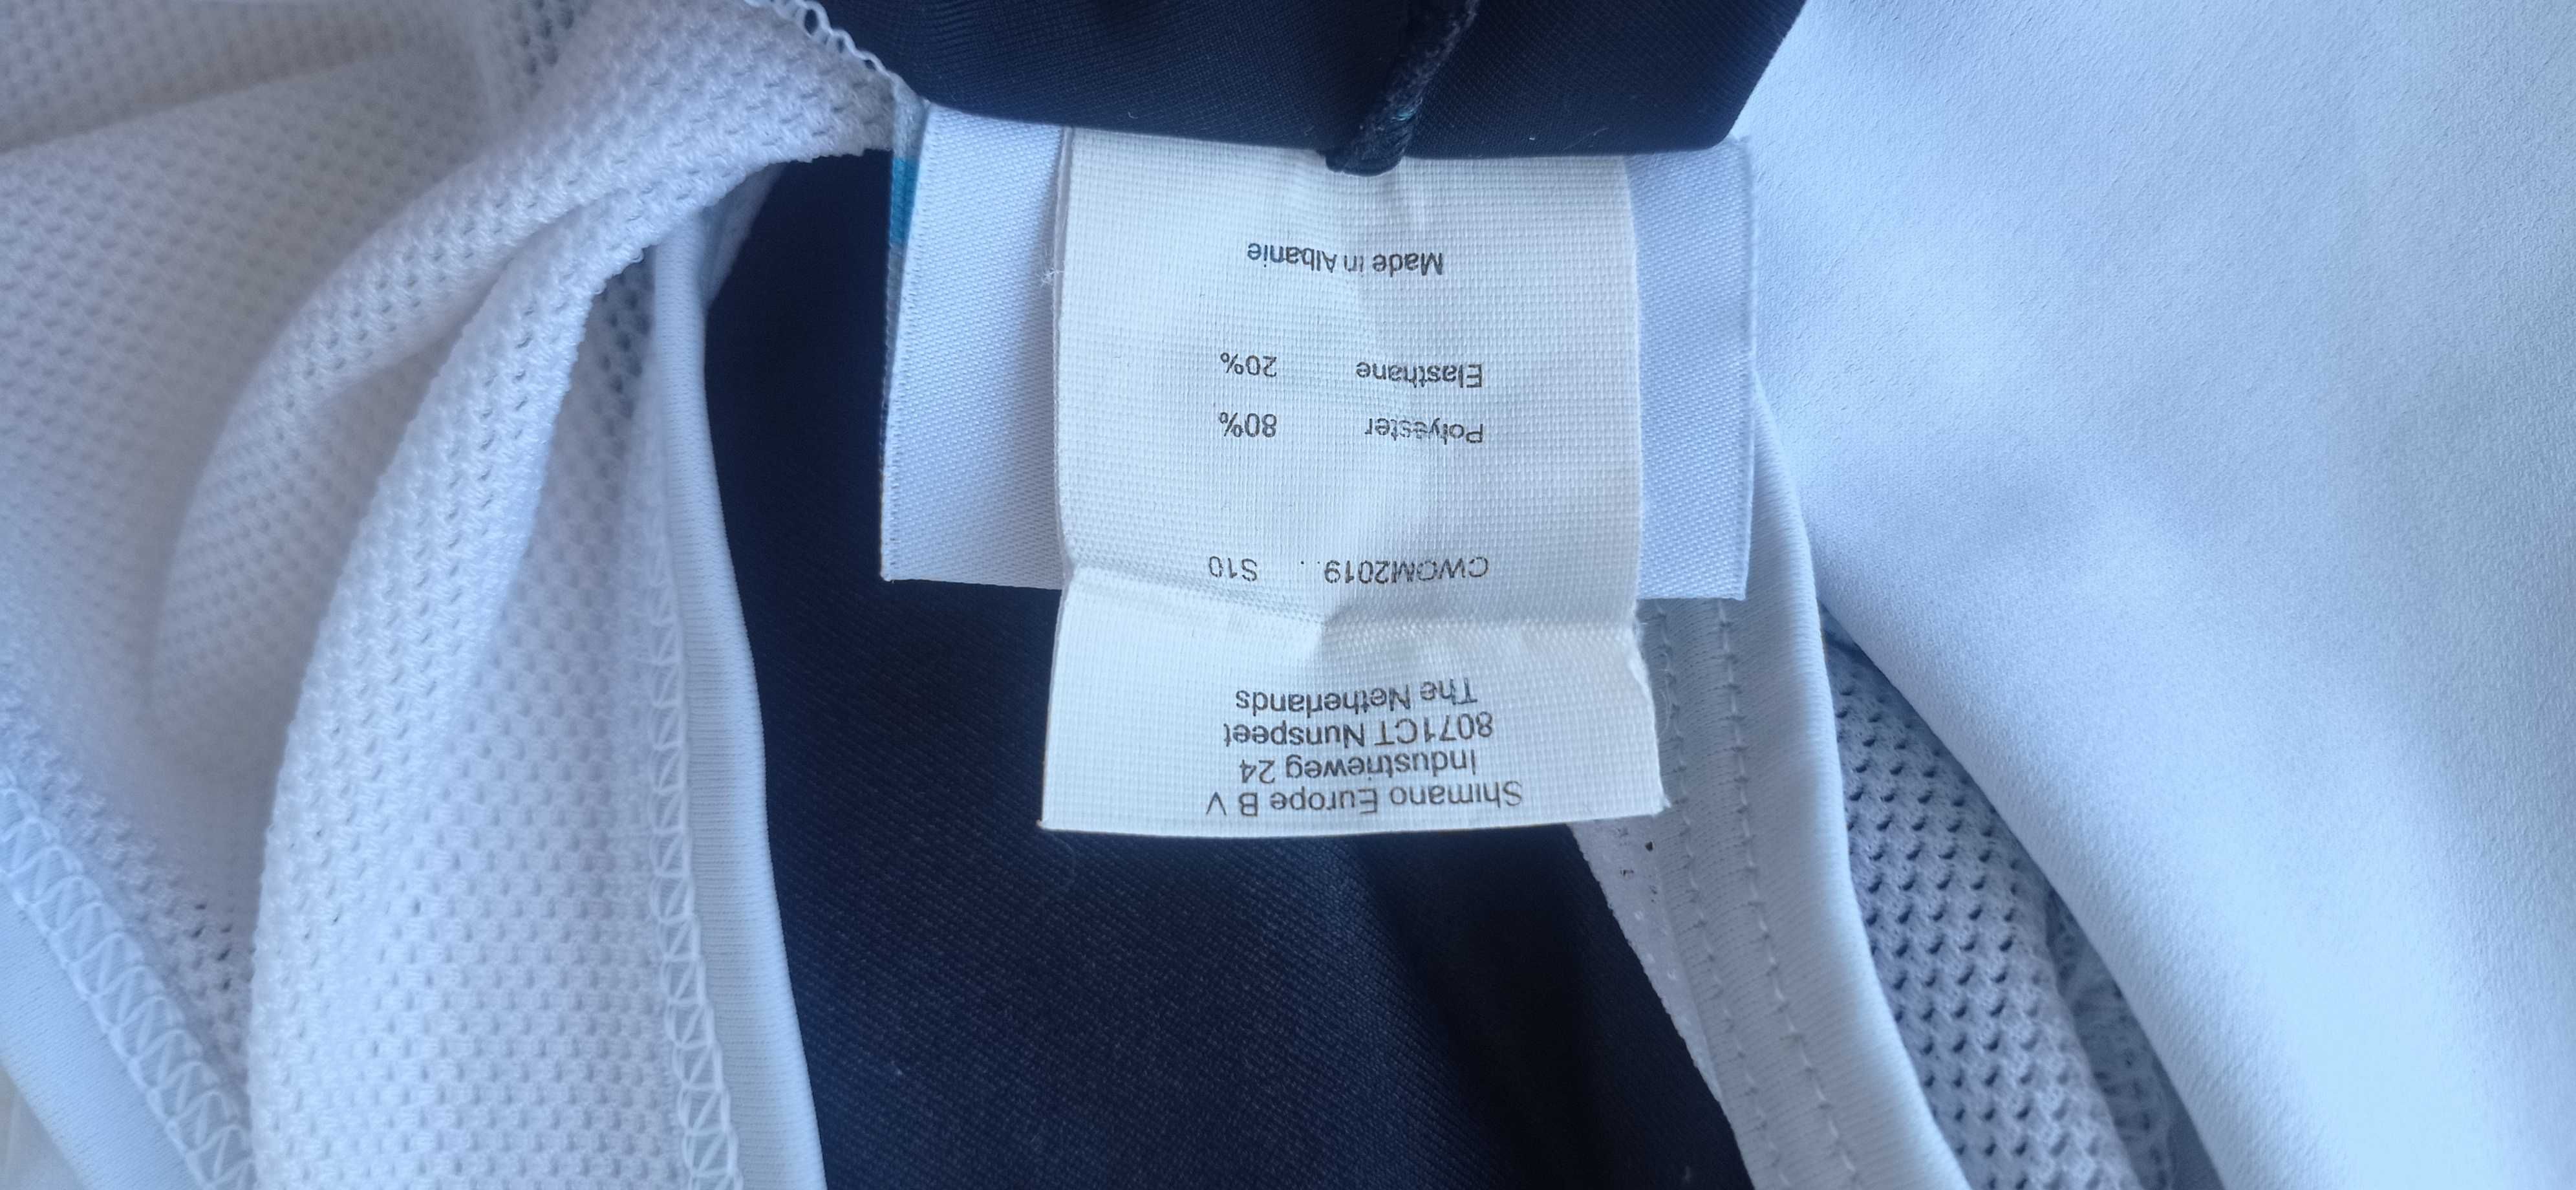 Shimano Europe B V
Industrieweg 24
8071CT Nunspeet
The Netherlands
CWOM2019.. S10
Polyester 80%
Elasthane 20%
Made in Albanie